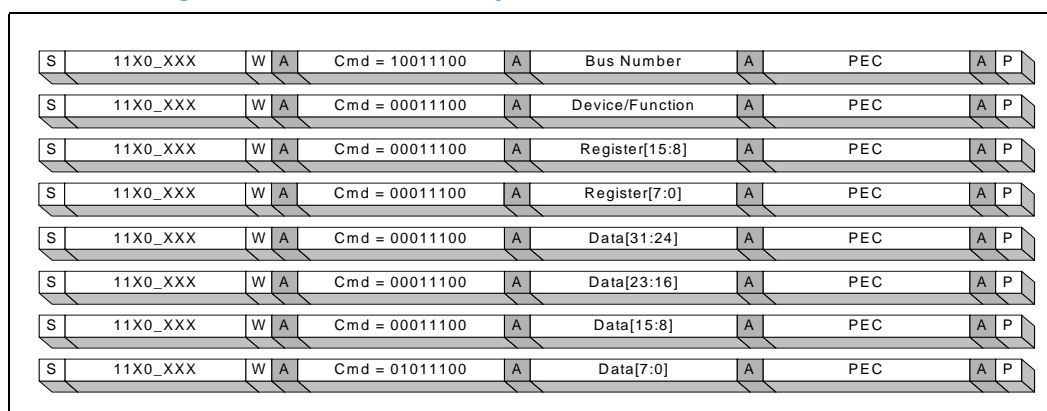 S 11X0_XXX W A Cmd = 10011100 A Bus Number A PEC A P
S 11X0_XXX W A Cmd = 00011100 A Device/Function A PEC A P
S 11X0_XXX W A Cmd = 00011100 A Register[15:8] A PEC A P
S 11X0_XXX W A Cmd = 00011100 A Register[7:0] A PEC A P
S 11X0_XXX W A Cmd = 00011100 A Data[31:24] A PEC A P
S 11X0_XXX W A Cmd = 00011100 A Data[23:16] A PEC A P
S 11X0_XXX W A Cmd = 00011100 A Data[15:8] A PEC A P
S 11X0_XXX W A Cmd = 01011100 A Data[7:0] A PEC A P